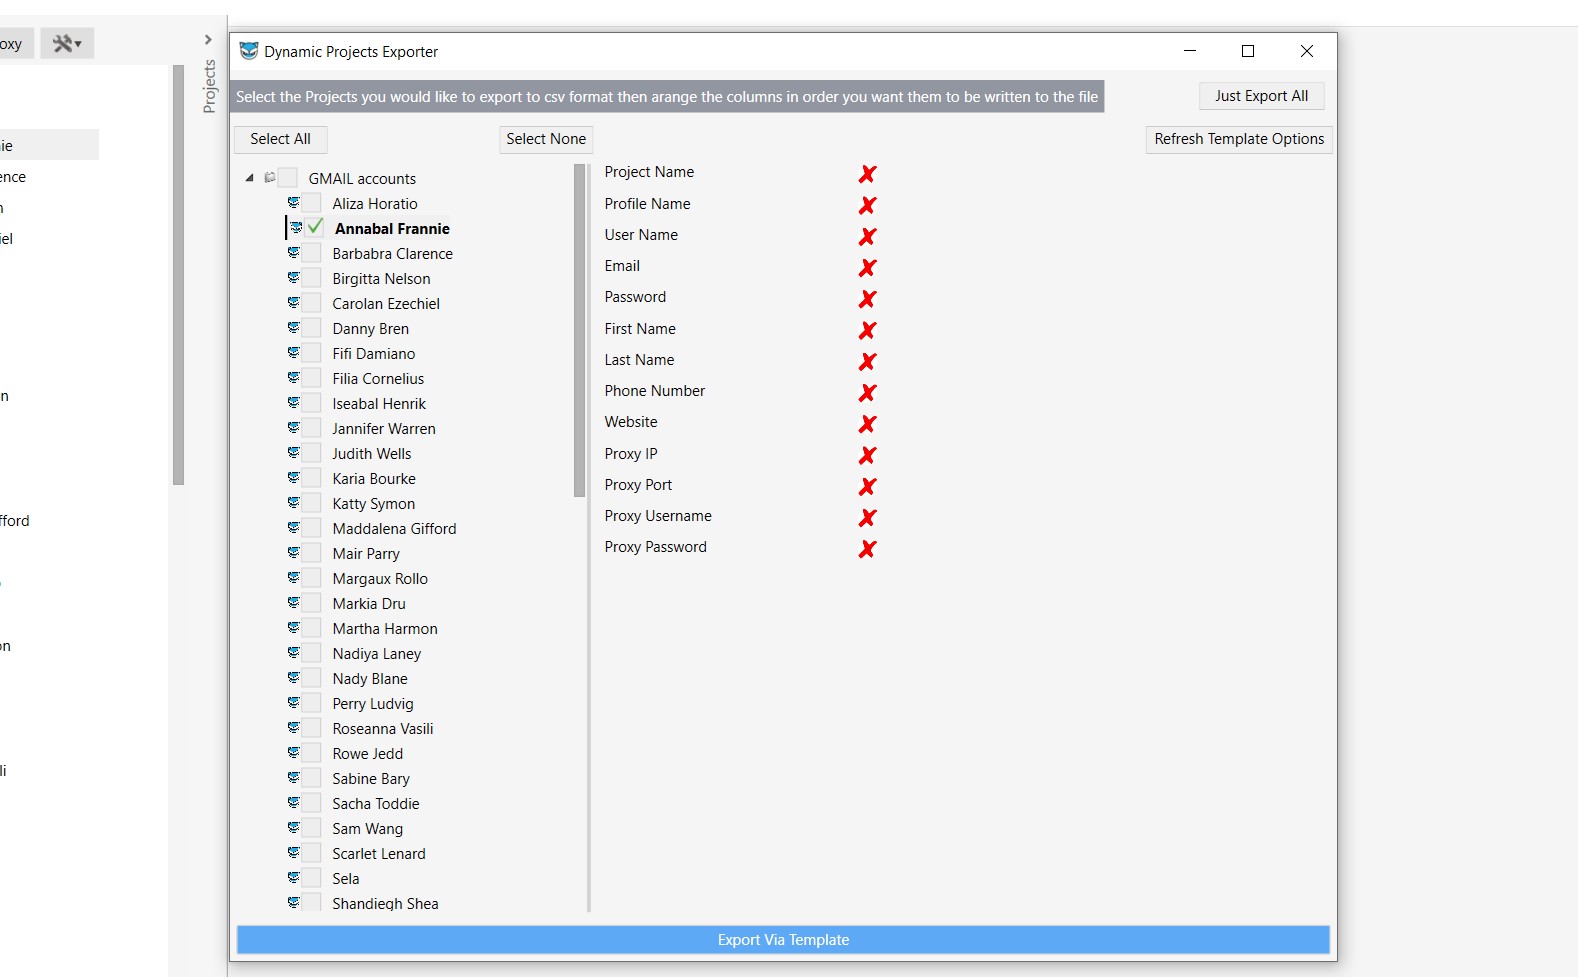 Dynamic Projects Exporter
oxy
Projects
Select the Projects you would like to export to csv format then arange the columns in order you want them to be written to the file
Just Export All
Select All
Select None
Refresh Template Options
ie
ence
n
iel
n
fford
on
li
GMAIL accounts
Aliza Horatio
Annabal Frannie
Barbabra Clarence
Birgitta Nelson
Carolan Ezechiel
Danny Bren
Fifi Damiano
Filia Cornelius
Iseabal Henrik
Jannifer Warren
Judith Wells
Karia Bourke
Katty Symon
Maddalena Gifford
Mair Parry
Margaux Rollo
Markia Dru
Martha Harmon
Nadiya Laney
Nady Blane
Perry Ludvig
Roseanna Vasili
Rowe Jedd
Sabine Bary
Sacha Toddie
Sam Wang
Scarlet Lenard
Sela
Shandiegh Shea
Project Name
Profile Name
User Name
Email
Password
First Name
Last Name
Phone Number
Website
Proxy IP
Proxy Port
Proxy Username
Proxy Password
Export Via Template